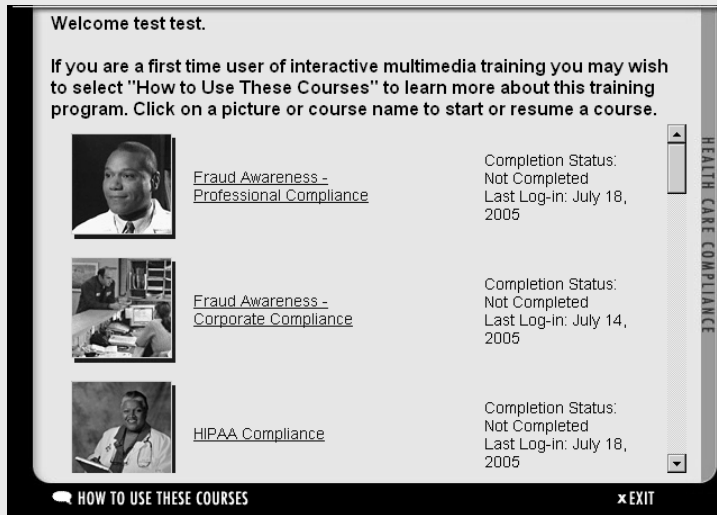 Welcome test test.
If you are a first time user of interactive multimedia training you may wish
to select "How to Use These Courses" to learn more about this training
program. Click on a picture or course name to start or resume a course.
Fraud Awareness -
Professional Compliance
Completion Status:
Not Completed
Last Log-in: July 18,
2005
Fraud Awareness -
Corporate Compliance
Completion Status:
Not Completed
Last Log-in: July 14,
2005
HIPAA Compliance
Completion Status:
Not Completed
Last Log-in: July 18,
2005
HEALTH CARE COMPLIANCE
HOW TO USE THESE COURSES
x EXIT